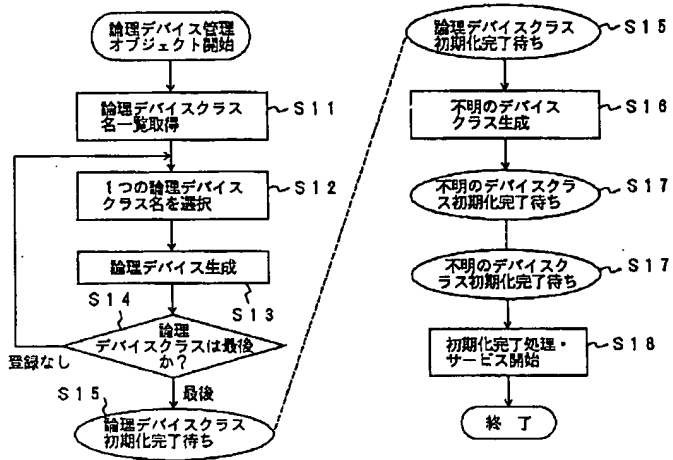 論理デバイス管理
オブジェクト開始
論理デバイスクラス
名一覧取得
S11
1つの論理デバイス
クラス名を選択
S12
論理デバイス生成
S13
S14
論理
デバイスクラスは最後
か?
登録なし
最後
S15
論理デバイスクラス
初期化完了待ち
論理デバイスクラス
初期化完了待ち
S15
不明のデバイス
クラス生成
S16
不明のデバイスクラ
ス初期化完了待ち
S17
不明のデバイスク
ラス初期化完了待ち
S17
初期化完了処理・
サービス開始
S18
終了